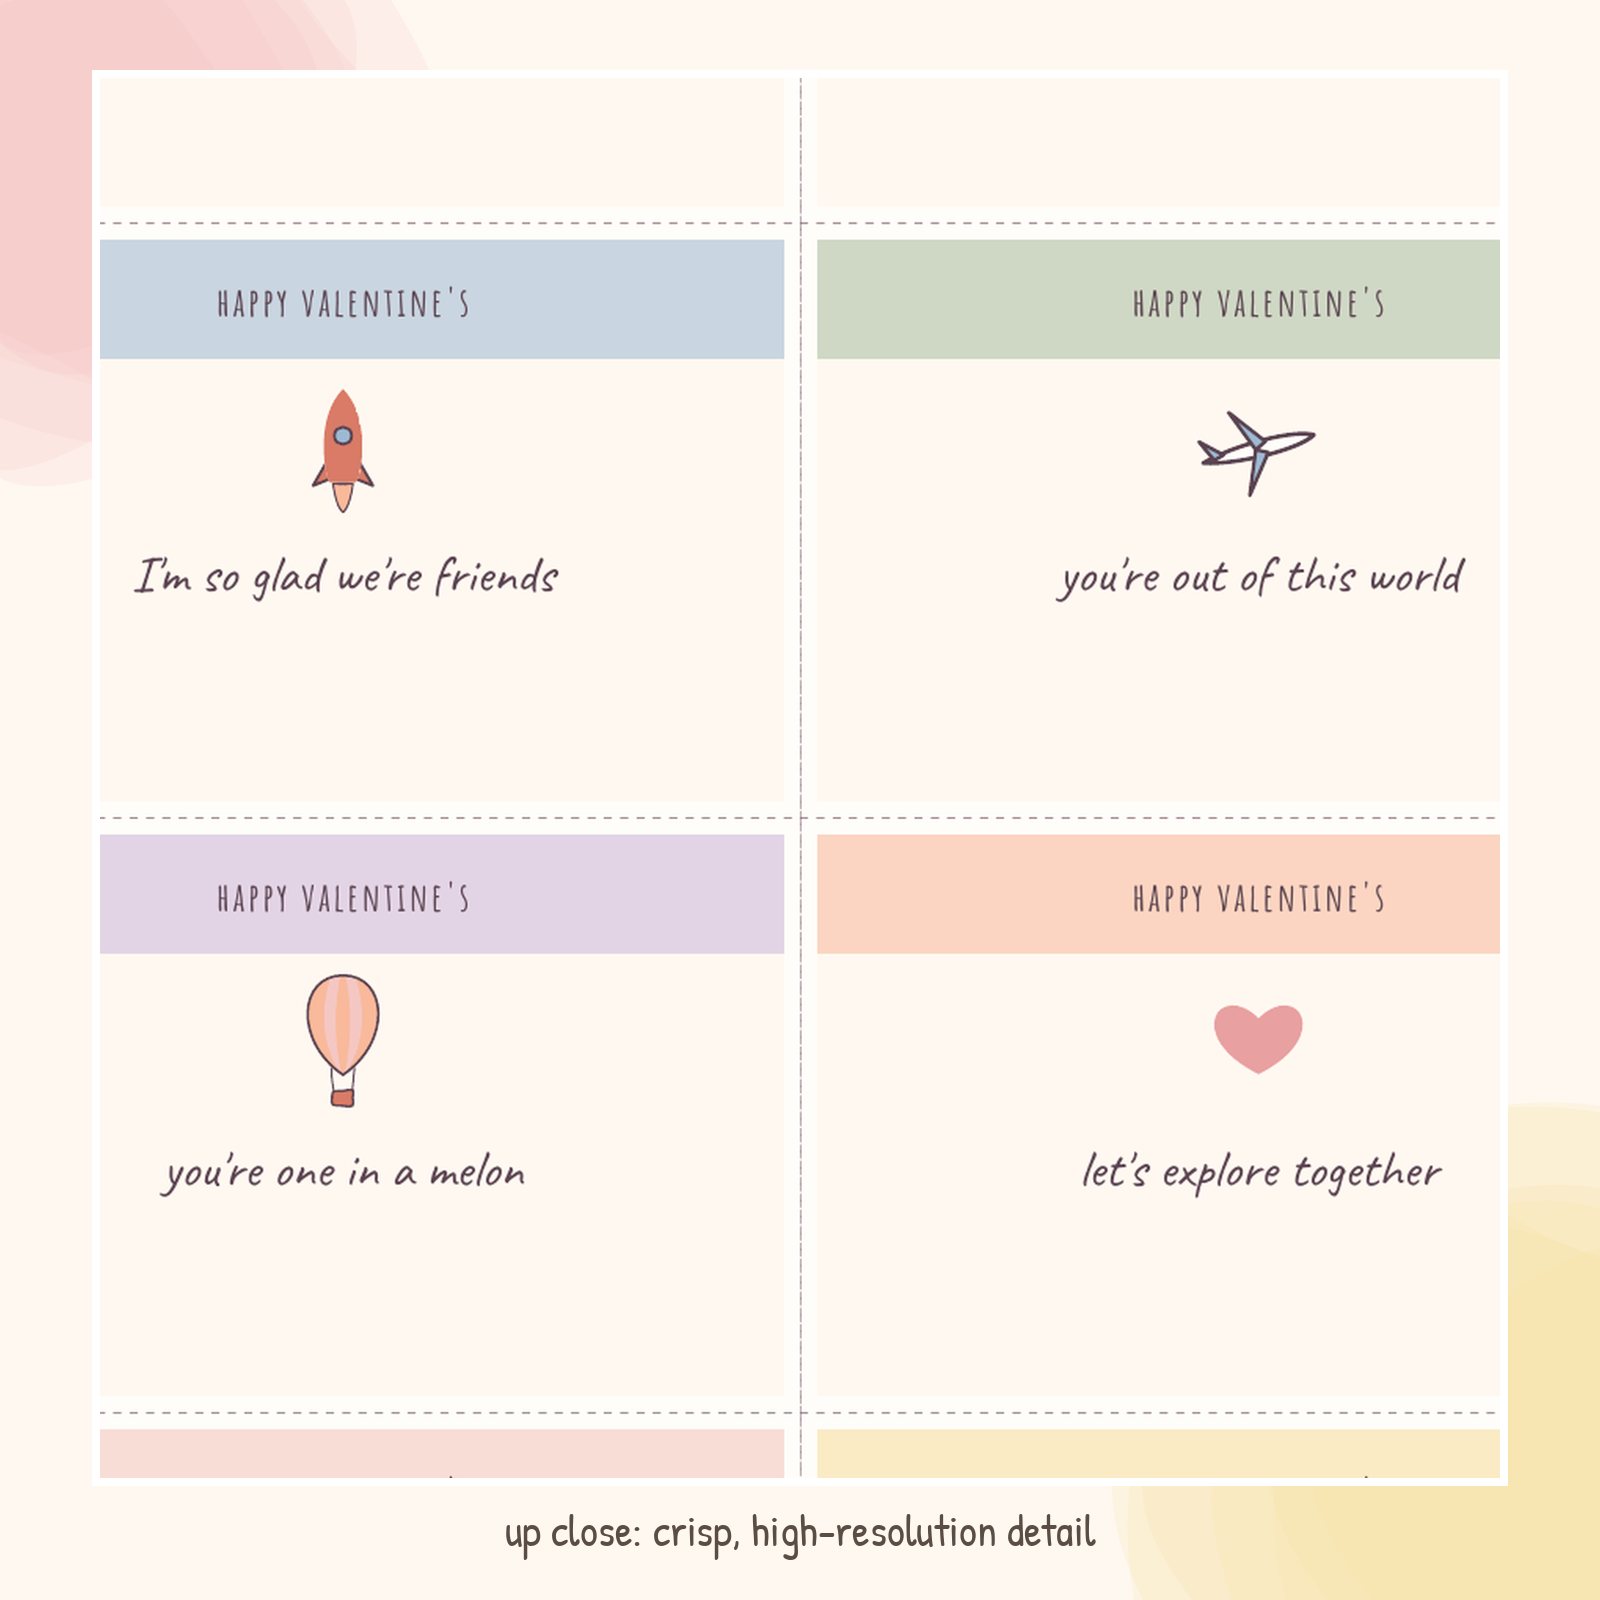 HAPPY VALENTINE'S
HAPPY VALENTINE'S
I'm so glad we're friends
you're out of this world
HAPPY VALENTINE'S
HAPPY VALENTINE'S
you're one in a melon
let's explore together
up close: crisp, high-resolution detail